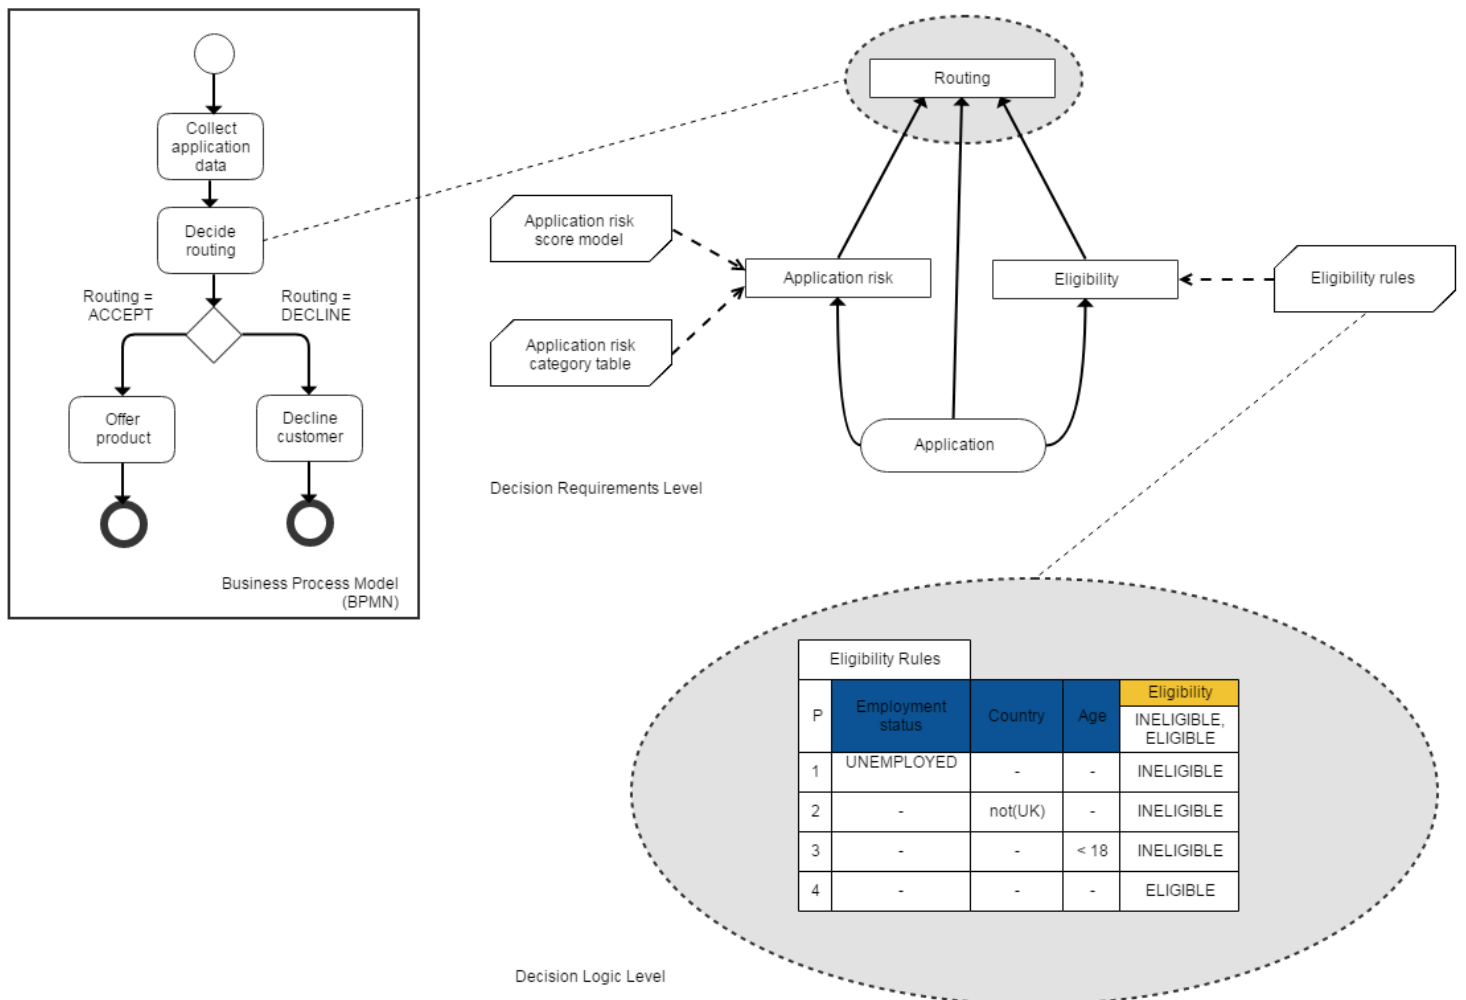 Collect
application
data
Decide
routing
Routing =
ACCEPT
Routing =
DECLINE
Offer
product
Decline
customer
Business Process Model
(BPMN)
Routing
Application risk
score model
Application risk
Eligibility
Eligibility rules
Application risk
category table
Application
Decision Requirements Level
Eligibility Rules
P
Employment
status
Country
Age
Eligibility
INELIGIBLE,
ELIGIBLE
1 UNEMPLOYED - - INELIGIBLE
2 - not(UK) - INELIGIBLE
3 - - < 18 INELIGIBLE
4 - - - ELIGIBLE
Decision Logic Level